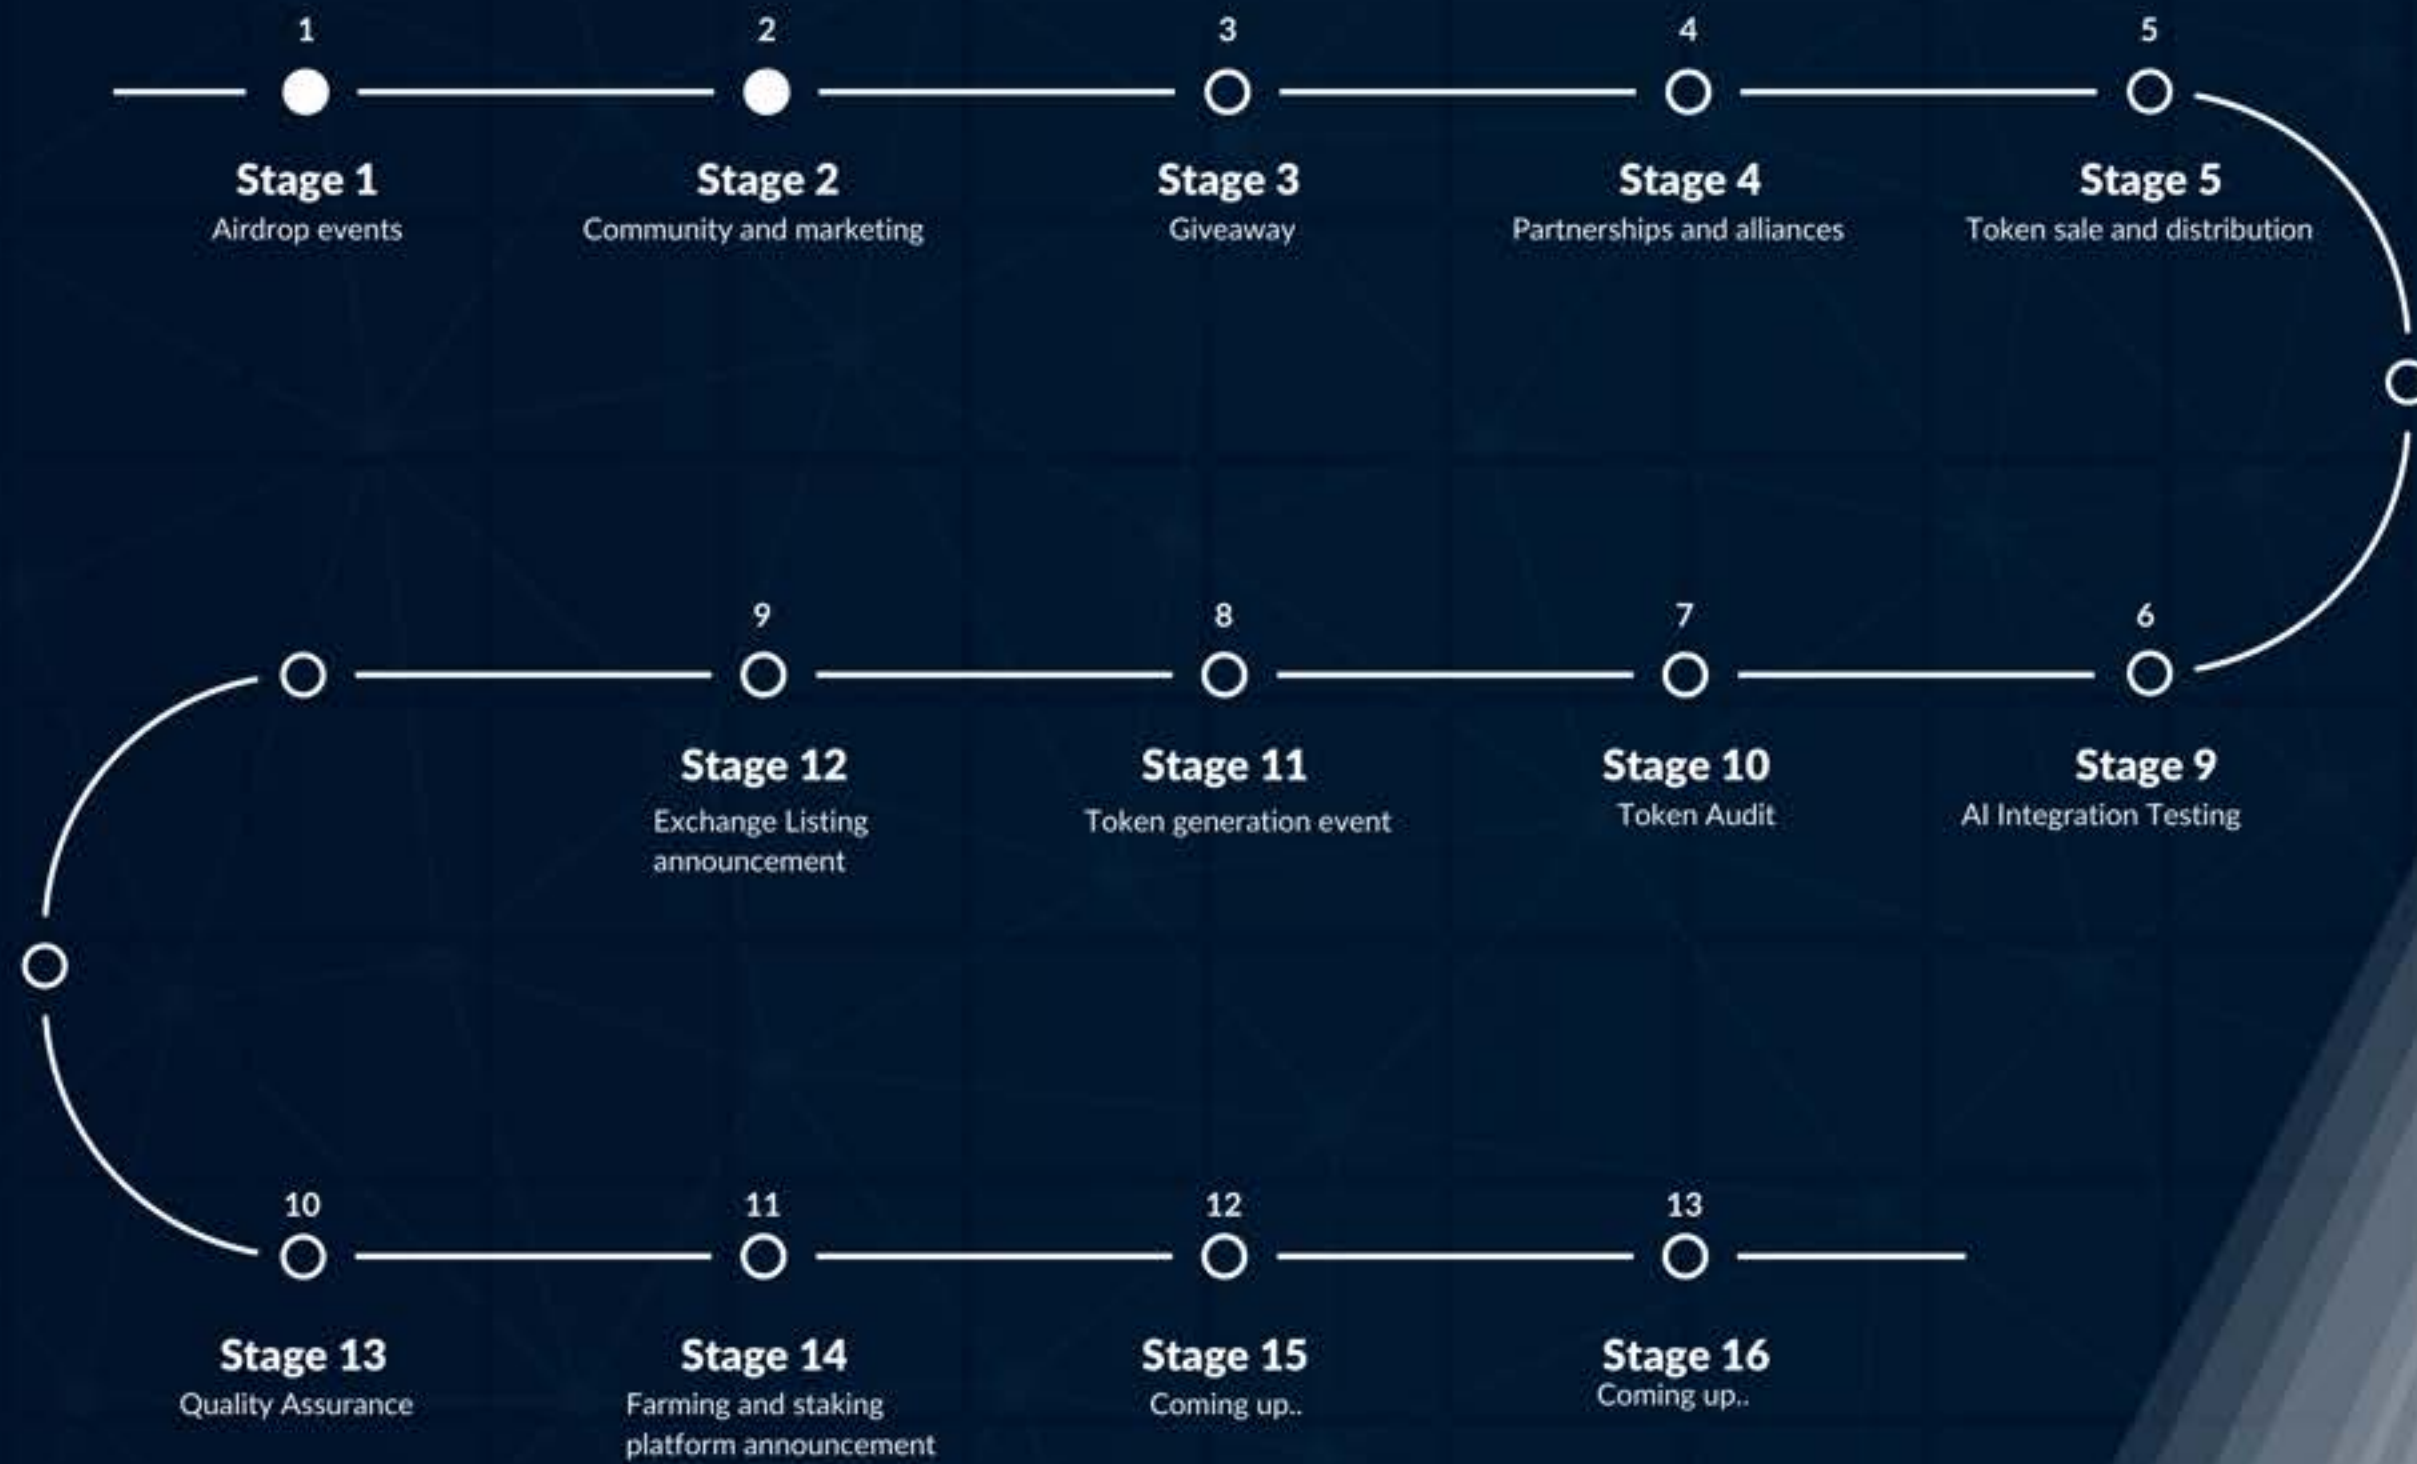 1
2
3
4
5
Stage 1
Airdrop events
Stage 2
Community and marketing
Stage 3
Giveaway
Stage 4
Partnerships and alliances
Stage 5
Token sale and distribution
9
8
7
6
Stage 12
Exchange Listing
announcement
Stage 11
Token generation event
Stage 10
Token Audit
Stage 9
AI Integration Testing
10
11
12
13
Stage 13
Quality Assurance
Stage 14
Farming and staking
platform announcement
Stage 15
Coming up..
Stage 16
Coming up..